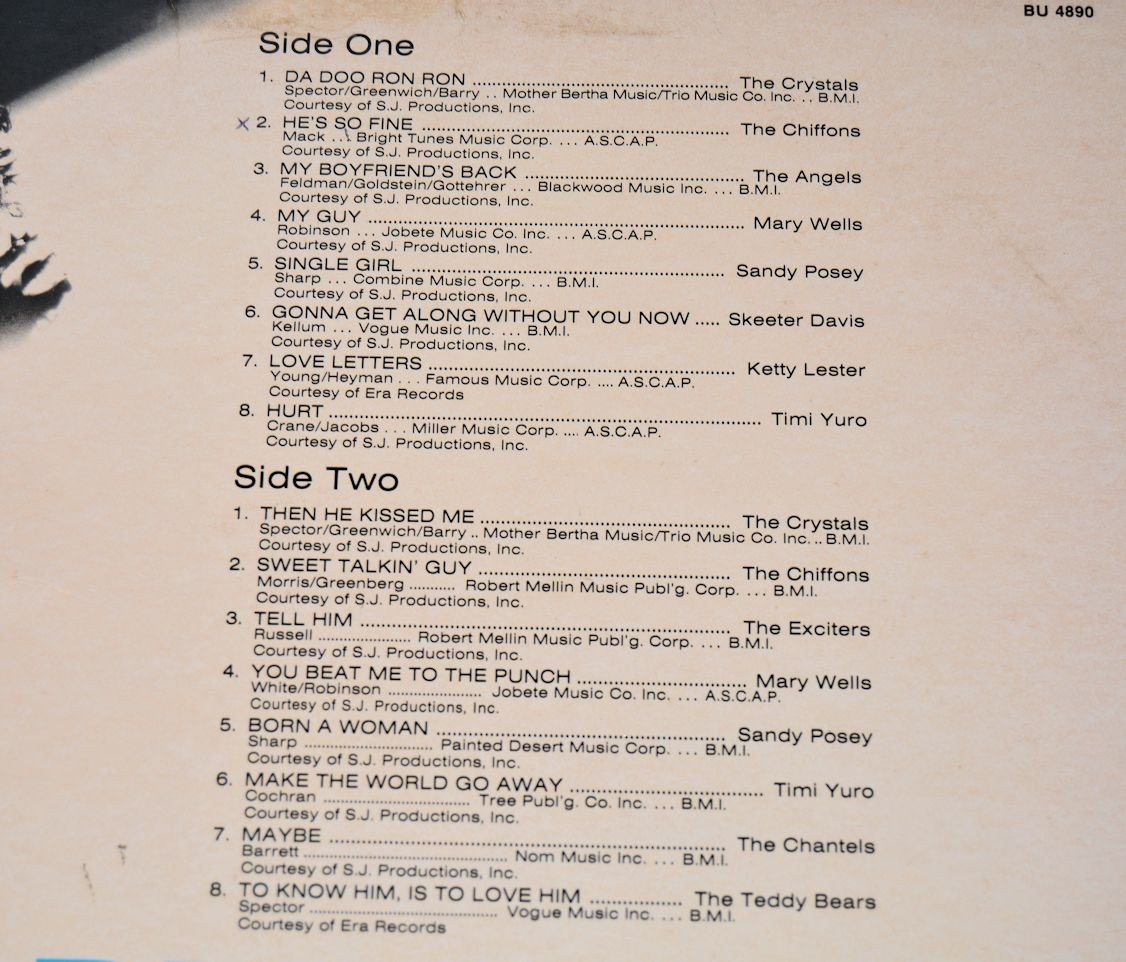 BU 4890
Side One
1. DA DOO RON RON ........................ The Crystals
Spector/Greenwich/Barry .. Mother Bertha Music/Trio Music Co. Inc. .. B.M.I.
Courtesy of S.J. Productions, Inc.
x 2. HE'S SO FINE ........................ The Chiffons
Mack ... Bright Tunes Music Corp. ... A.S.C.A.P.
Courtesy of S.J. Productions, Inc.
3. MY BOYFRIEND'S BACK ........................ The Angels
Feldman/Goldstein/Gottehrer ... Blackwood Music Inc. ... B.M.I.
Courtesy of S.J. Productions, Inc.
4. MY GUY ........................ Mary Wells
Robinson ... Jobete Music Co. Inc. ... A.S.C.A.P.
Courtesy of S.J. Productions, Inc.
5. SINGLE GIRL ........................ Sandy Posey
Sharp ... Combine Music Corp. ... B.M.I.
Courtesy of S.J. Productions, Inc.
6. GONNA GET ALONG WITHOUT YOU NOW ..... Skeeter Davis
Kellum ... Vogue Music Inc. ... B.M.I.
Courtesy of S.J. Productions, Inc.
7. LOVE LETTERS ........................ Ketty Lester
Young/Heyman ... Famous Music Corp. .... A.S.C.A.P.
Courtesy of Era Records
8. HURT ........................ Timi Yuro
Crane/Jacobs ... Miller Music Corp. .... A.S.C.A.P.
Courtesy of S.J. Productions, Inc.
Side Two
1. THEN HE KISSED ME ........................ The Crystals
Spector/Greenwich/Barry .. Mother Bertha Music/Trio Music Co. Inc. .. B.M.I.
Courtesy of S.J. Productions, Inc.
2. SWEET TALKIN' GUY ........................ The Chiffons
Morris/Greenberg ........... Robert Mellin Music Publ'g. Corp. ... B.M.I.
Courtesy of S.J. Productions, Inc.
3. TELL HIM ........................ The Exciters
Russell ........................ Robert Mellin Music Publ'g. Corp. ... B.M.I.
Courtesy of S.J. Productions, Inc.
4. YOU BEAT ME TO THE PUNCH ........................ Mary Wells
White/Robinson ........................ Jobete Music Co. Inc. ... A.S.C.A.P.
Courtesy of S.J. Productions, Inc.
5. BORN A WOMAN ........................ Sandy Posey
Sharp ........................ Painted Desert Music Corp. ... B.M.I.
Courtesy of S.J. Productions, Inc.
6. MAKE THE WORLD GO AWAY ........................ Timi Yuro
Cochran ........................ Tree Publ'g. Co. Inc. ... B.M.I.
Courtesy of S.J. Productions, Inc.
7. MAYBE ........................ The Chantels
Barrett ........................ Nom Music Inc. ... B.M.I.
Courtesy of S.J. Productions, Inc.
8. TO KNOW HIM, IS TO LOVE HIM ................ The Teddy Bears
Spector ........................ Vogue Music Inc. ... B.M.I.
Courtesy of Era Records